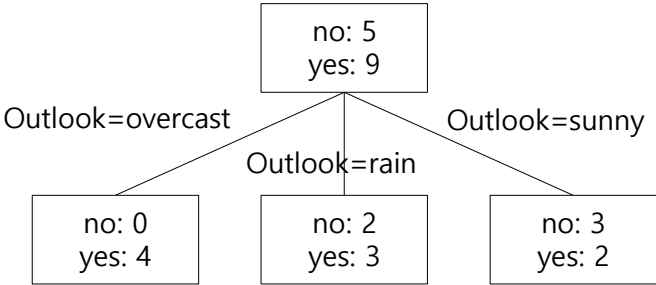 no: 5
yes: 9
Outlook=overcast
Outlook=sunny
Outlook=rain
no: 0
yes: 4
no: 2
yes: 3
no: 3
yes: 2